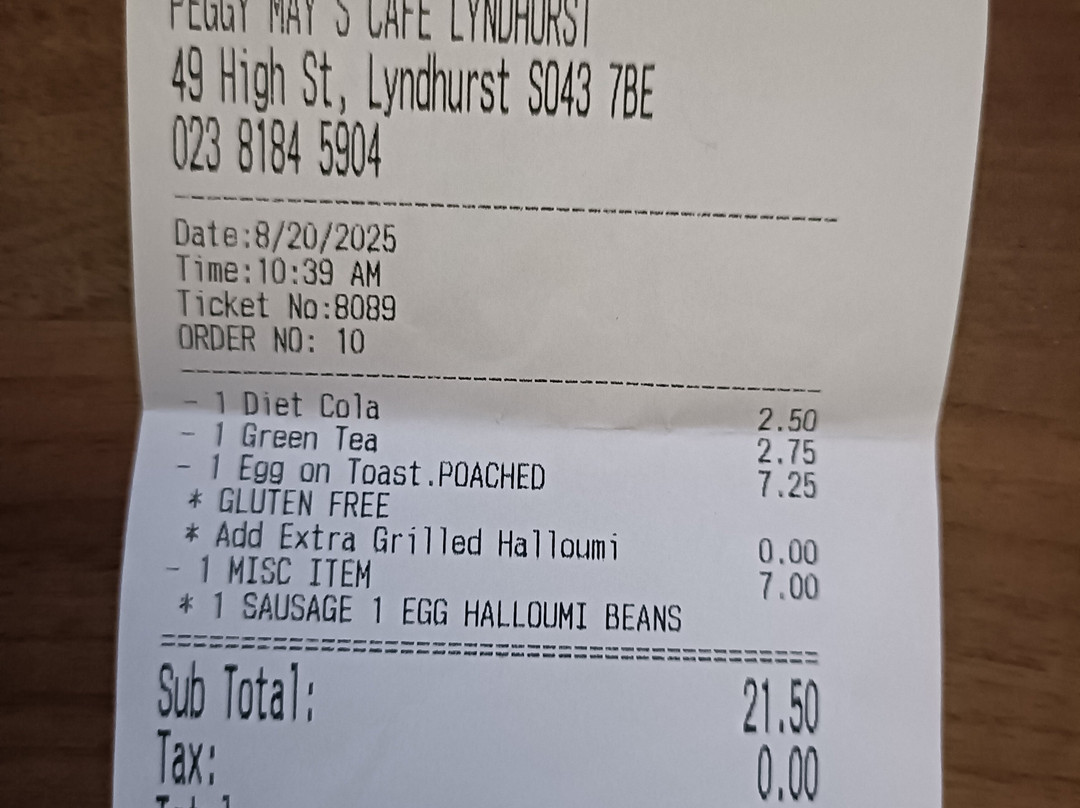 PEGGY MAY'S CAFE LYNDHURST
49 High St, Lyndhurst SO43 7BE
023 8184 5904
Date:8/20/2025
Time:10:39 AM
Ticket No:8089
ORDER NO: 10
- 1 Diet Cola 2.50
- 1 Green Tea 2.75
- 1 Egg on Toast.POACHED 7.25
* GLUTEN FREE
* Add Extra Grilled Halloumi 0.00
- 1 MISC ITEM 7.00
* 1 SAUSAGE 1 EGG HALLOUMI BEANS
Sub Total: 21.50
Tax: 0.00